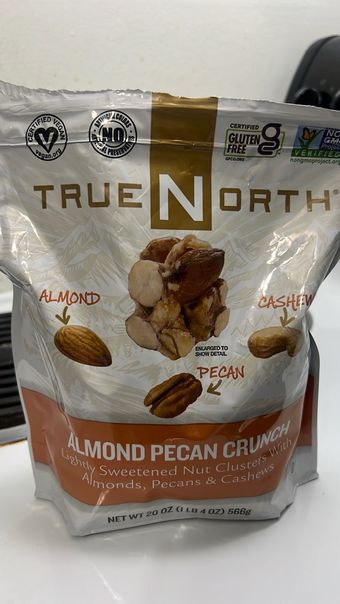 CERTIFIED VEGAN
vegan.org
NO
CERTIFIED
GLUTEN
FREE
GFCO.ORG
NON
GMO
Project
VERIFIED
nongmoproject.org
TRUENORTH®
ALMOND
CASHEW
ENLARGED TO
SHOW DETAIL
PECAN
ALMOND PECAN CRUNCH
Lightly Sweetened Nut Clusters With
Almonds, Pecans & Cashews
NET WT 20 OZ (1 LB 4 OZ) 566g